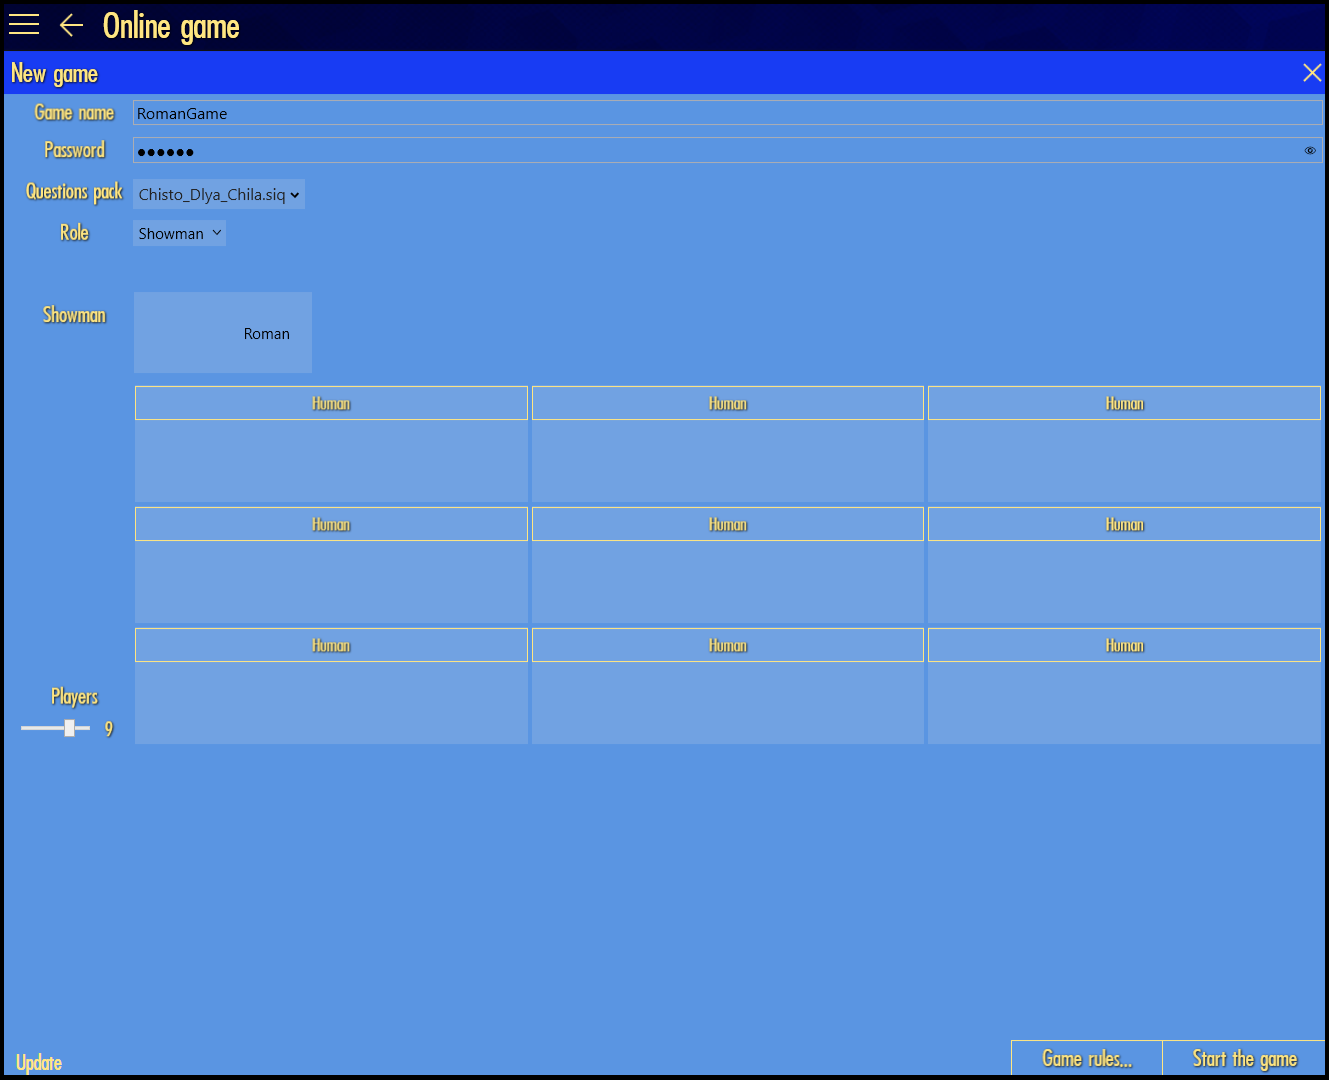 Online game
New game
Game name RomanGame
Password ●●●●●●
Questions pack Chisto_Dlya_Chila.siq
Role Showman
Showman Roman
Human Human Human
Human Human Human
Human Human Human
Players
9
Update Game rules... Start the game